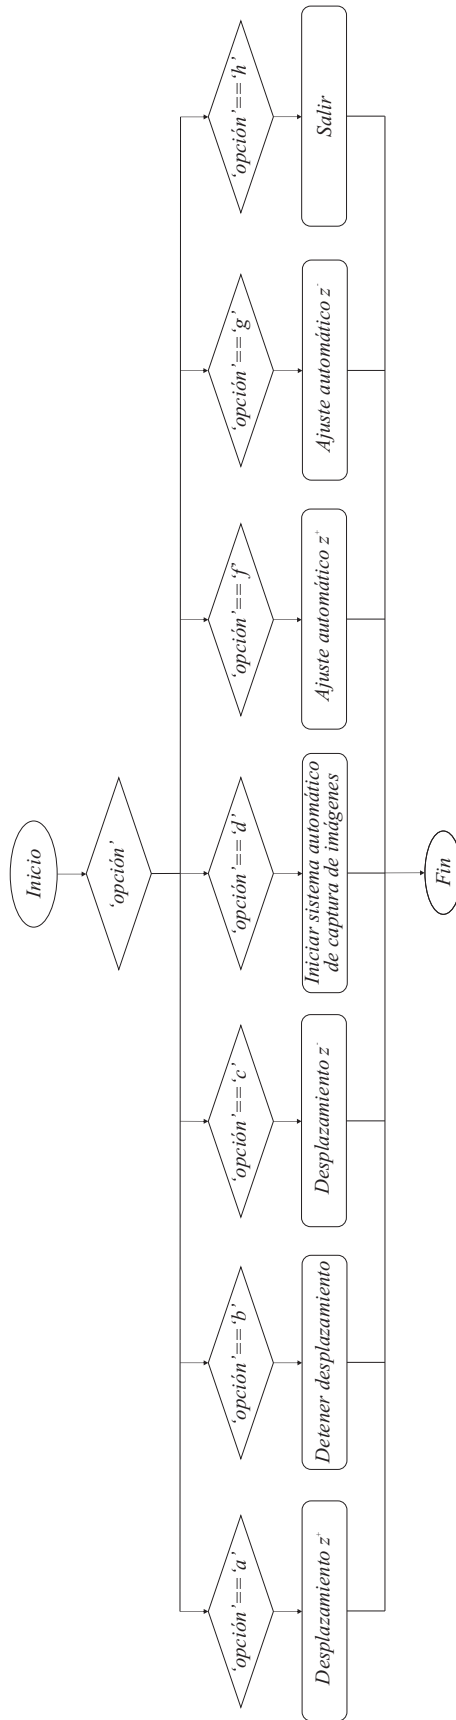 Inicio
‘opción’
‘opción’== ‘a’
‘opción’== ‘b’
‘opción’== ‘c’
‘opción’== ‘d’
‘opción’== ‘f’
‘opción’== ‘g’
‘opción’== ‘h’
Desplazamiento z⁺
Detener desplazamiento
Desplazamiento z⁻
Iniciar sistema automático
de captura de imágenes
Ajuste automático z⁺
Ajuste automático z⁻
Salir
Fin